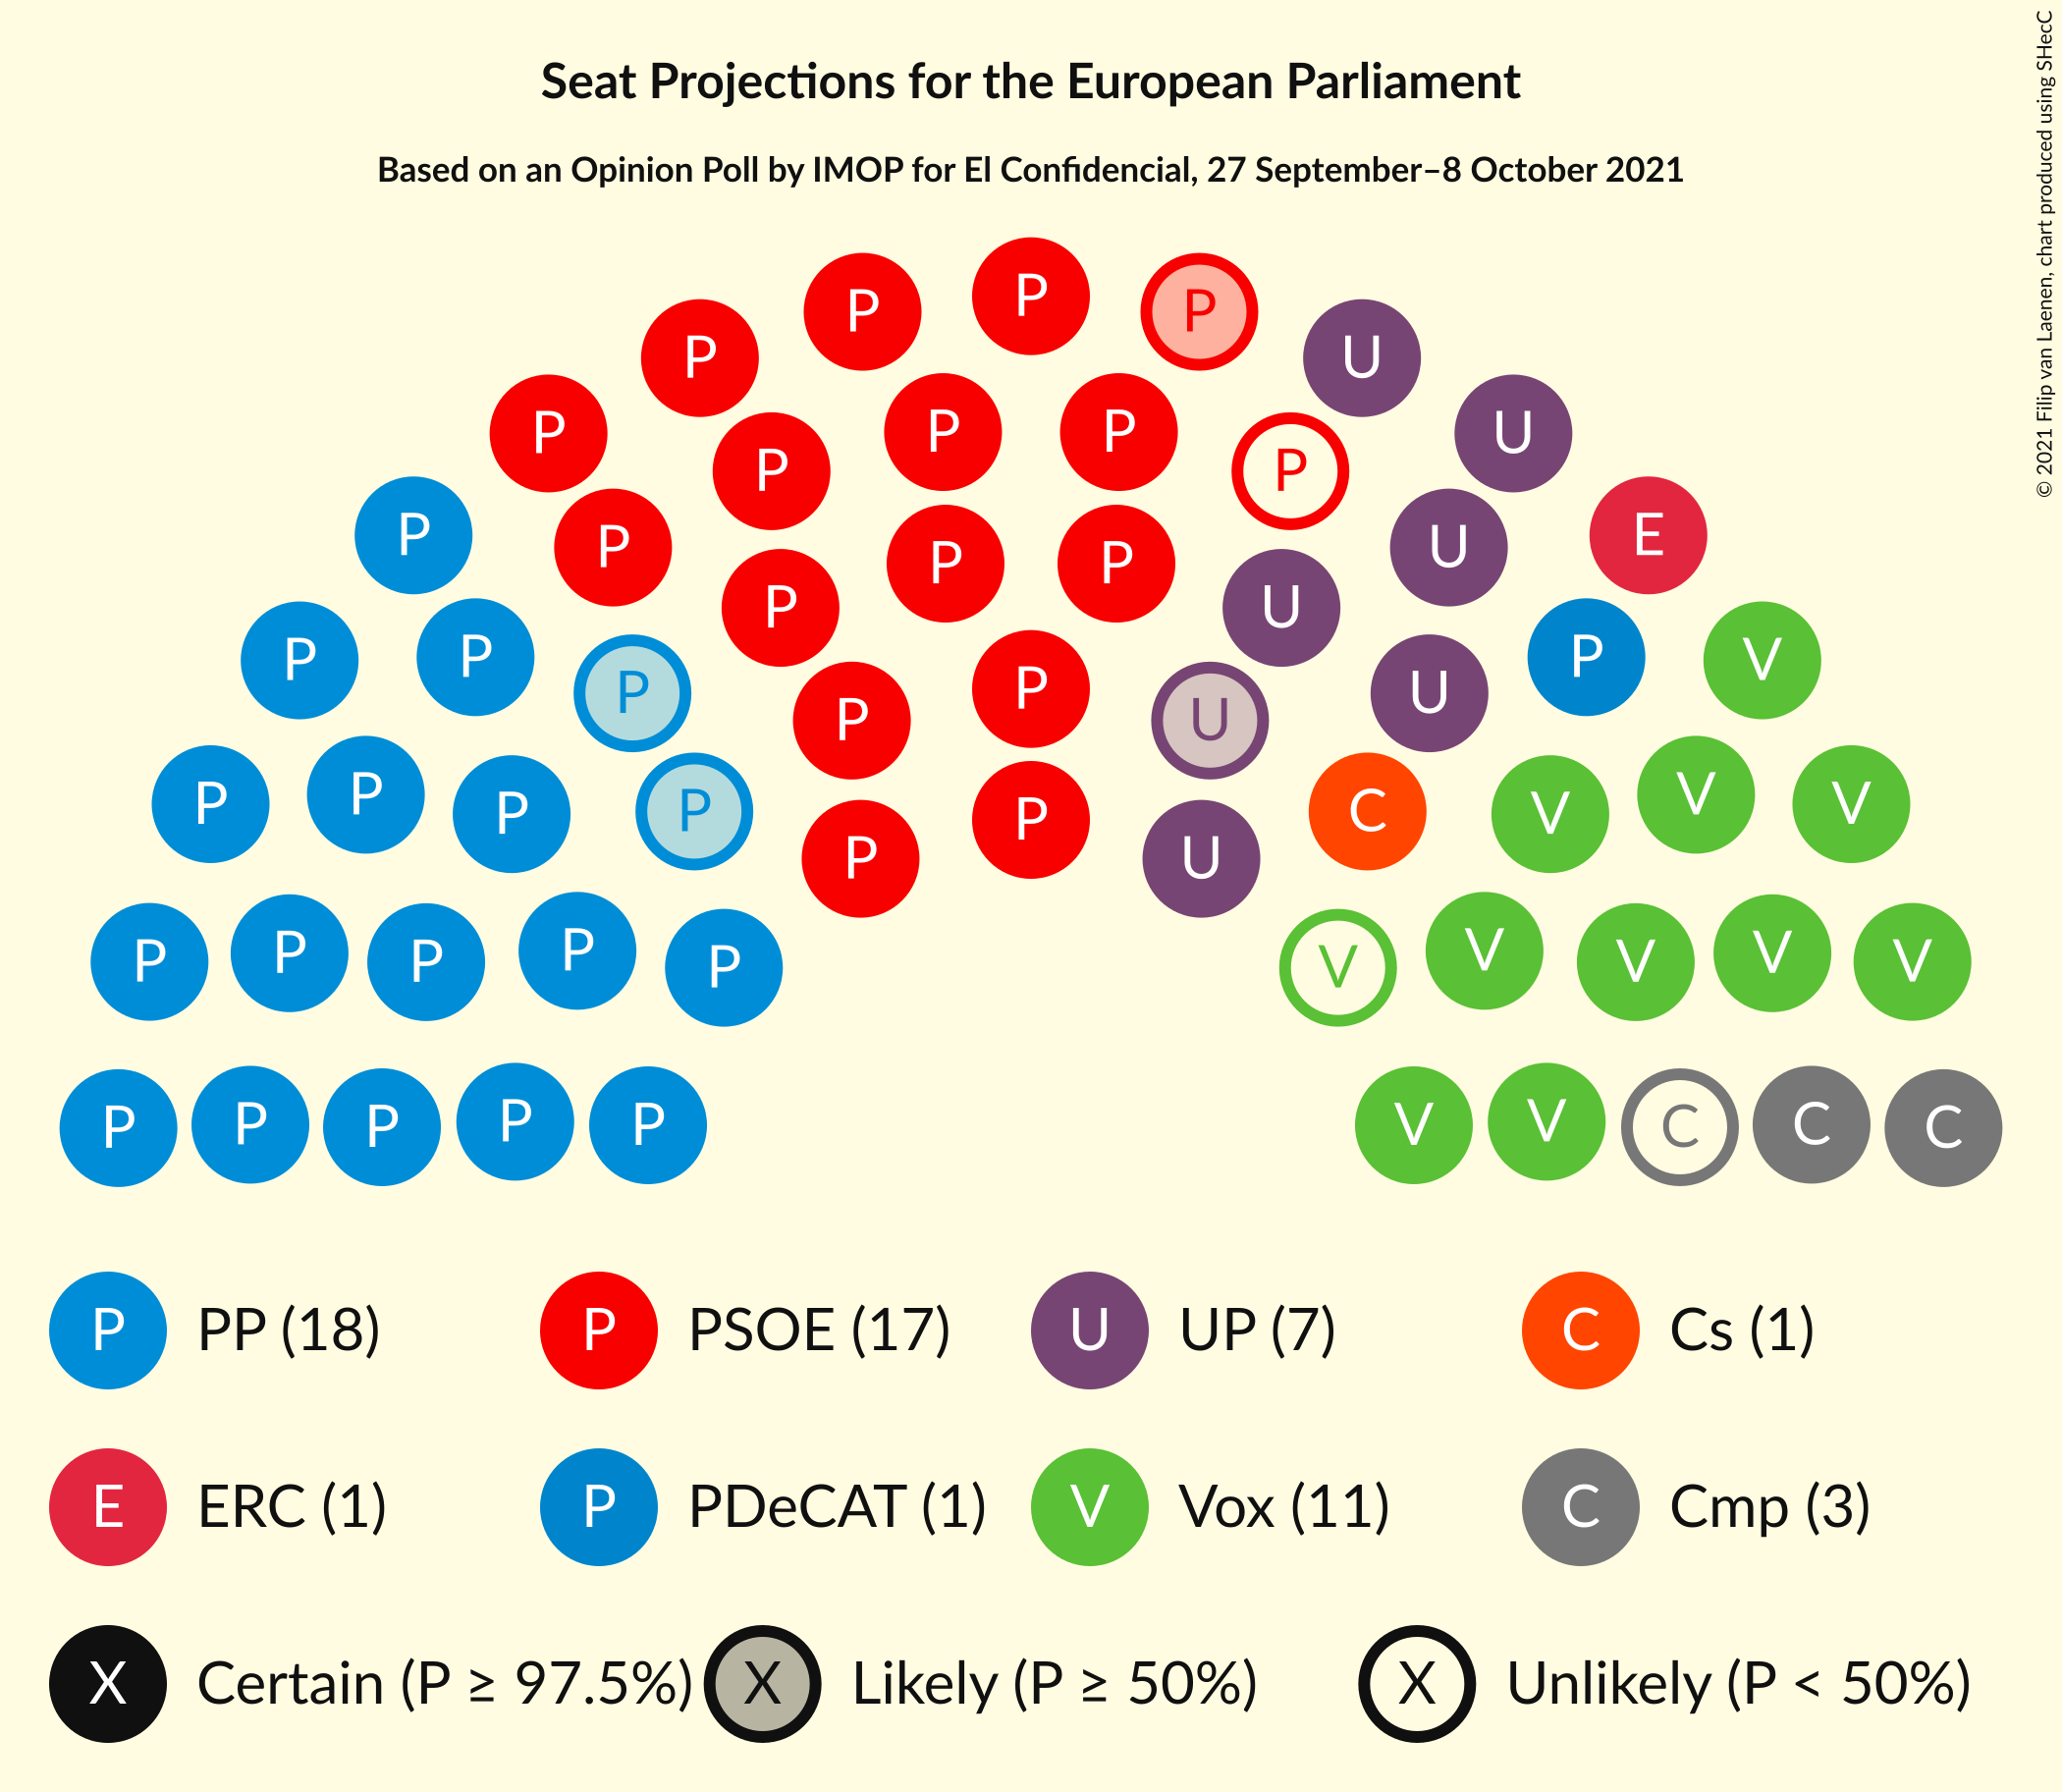 © 2021 Filip van Laenen, chart produced using SHecC
Seat Projections for the European Parliament
Based on an Opinion Poll by IMOP for El Confidencial, 27 September–8 October 2021
P
P P
P U
P P P U
P P
P E
P P P U
P U
P P P V
P P U
P U
P P P P P C V V V
P U
P P P P P V V V V V
P P P P P V V C C C
P PP (18) P PSOE (17) U UP (7) C Cs (1)
E ERC (1) P PDeCAT (1) V Vox (11) C Cmp (3)
X Certain (P ≥ 97.5%) X Likely (P ≥ 50%) X Unlikely (P < 50%)